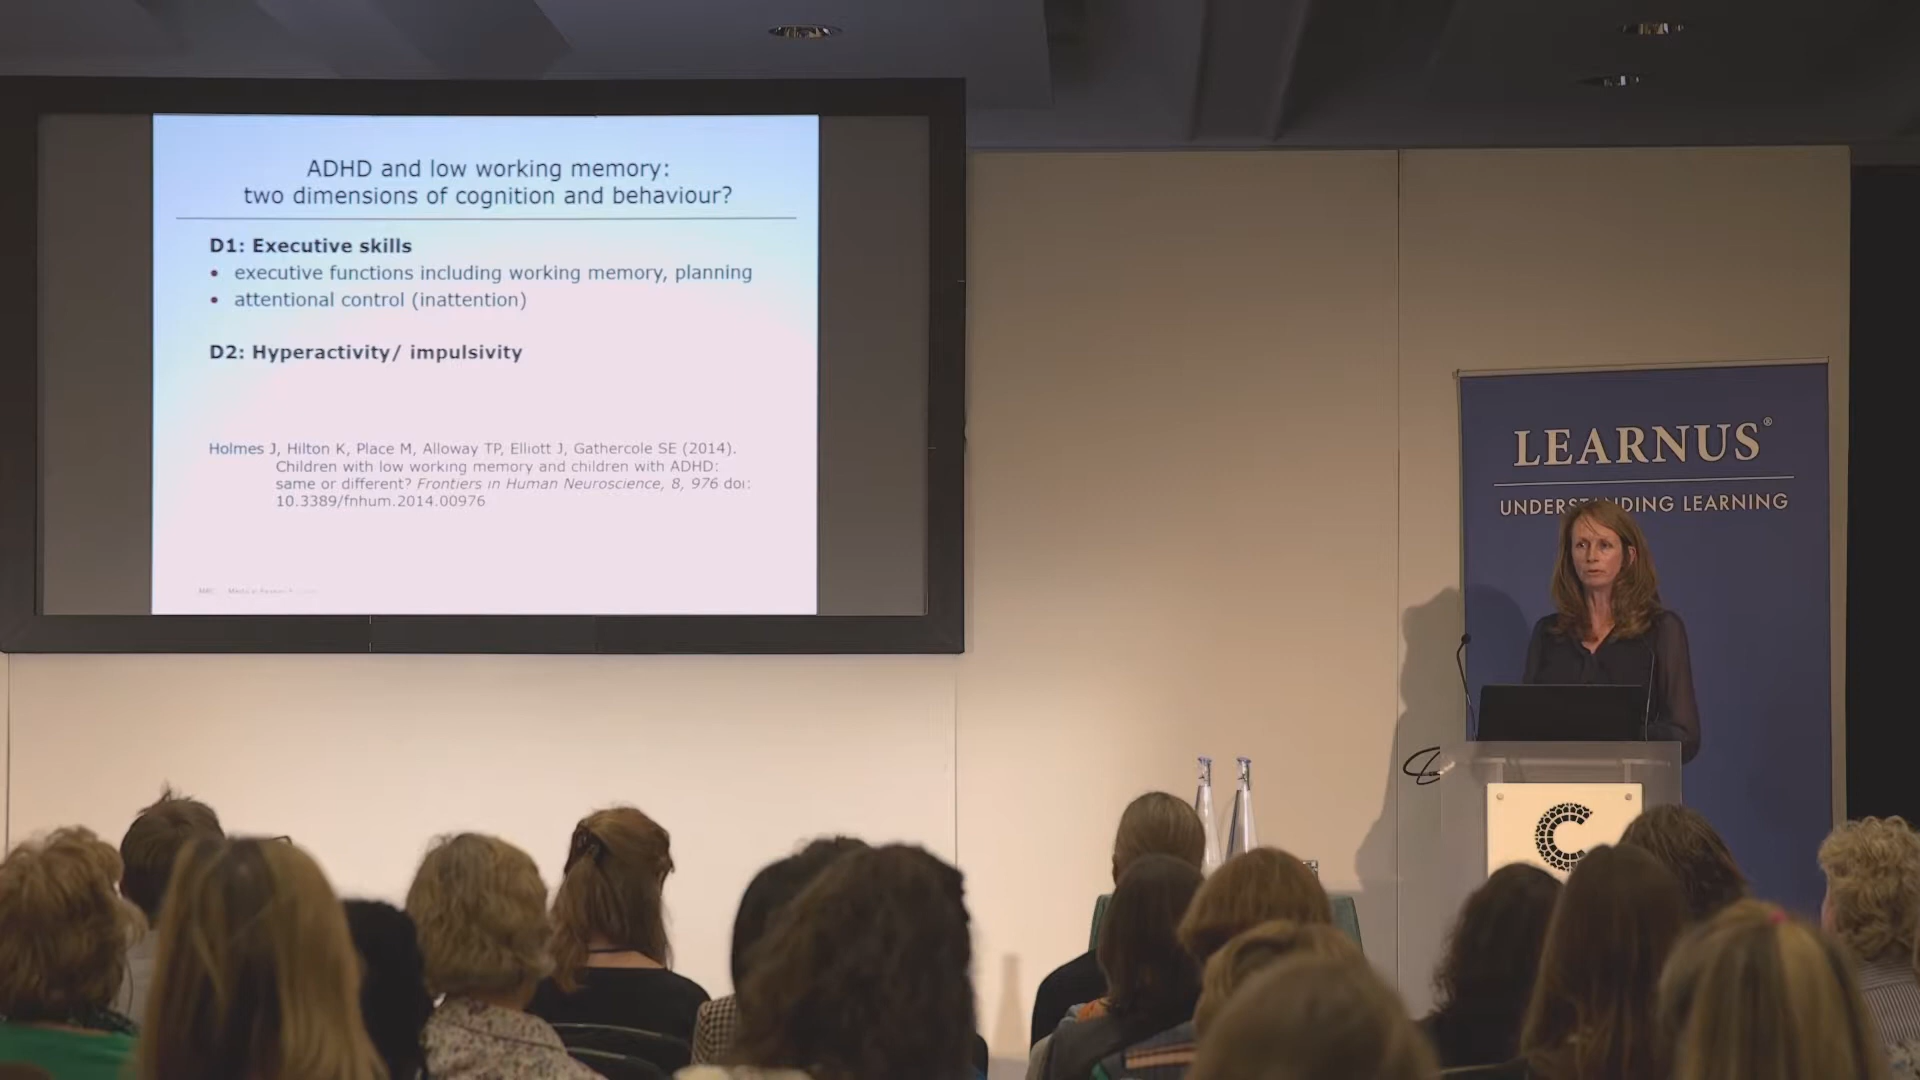 ADHD and low working memory:
two dimensions of cognition and behaviour?
D1: Executive skills
• executive functions including working memory, planning
• attentional control (inattention)
D2: Hyperactivity/ impulsivity
Holmes J, Hilton K, Place M, Alloway TP, Elliott J, Gathercole SE (2014).
Children with low working memory and children with ADHD:
same or different? Frontiers in Human Neuroscience, 8, 976 doi:
10.3389/fnhum.2014.00976
MRC
LEARNUS®
UNDERSTANDING LEARNING
C